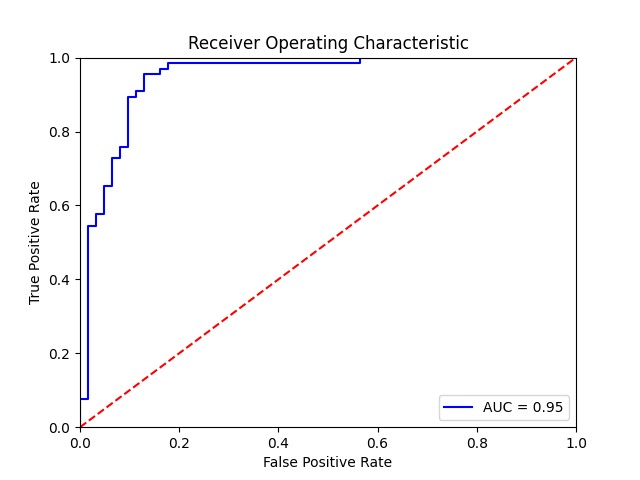 Receiver Operating Characteristic
True Positive Rate
1.0
0.8
0.6
0.4
0.2
0.0
AUC = 0.95
0.0 0.2 0.4 0.6 0.8 1.0
False Positive Rate